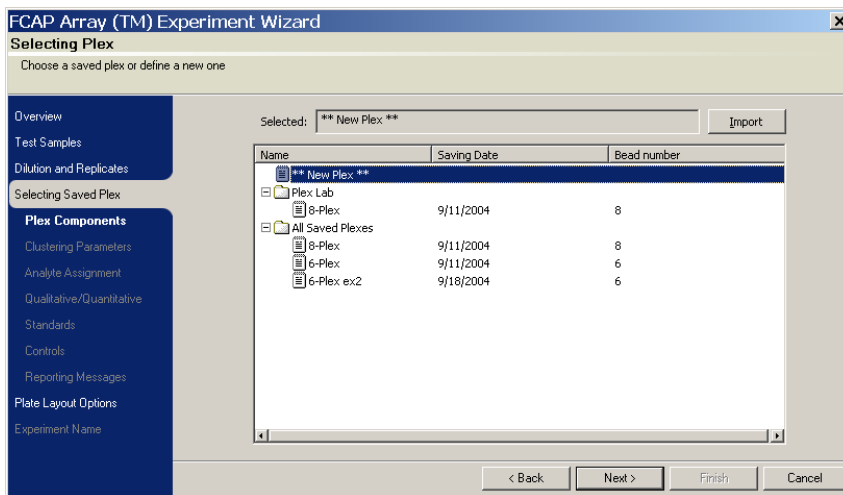 FCAP Array (TM) Experiment Wizard
Selecting Plex
Choose a saved plex or define a new one
Overview
Test Samples
Dilution and Replicates
Selecting Saved Plex
Plex Components
Clustering Parameters
Analyte Assignment
Qualitative/Quantitative
Standards
Controls
Reporting Messages
Plate Layout Options
Experiment Name
Selected: ** New Plex ** Import
Name Saving Date Bead number
** New Plex **
Plex Lab
8-Plex 9/11/2004 8
All Saved Plexes
8-Plex 9/11/2004 8
6-Plex 9/11/2004 6
6-Plex ex2 9/18/2004 6
< Back Next > Finish Cancel